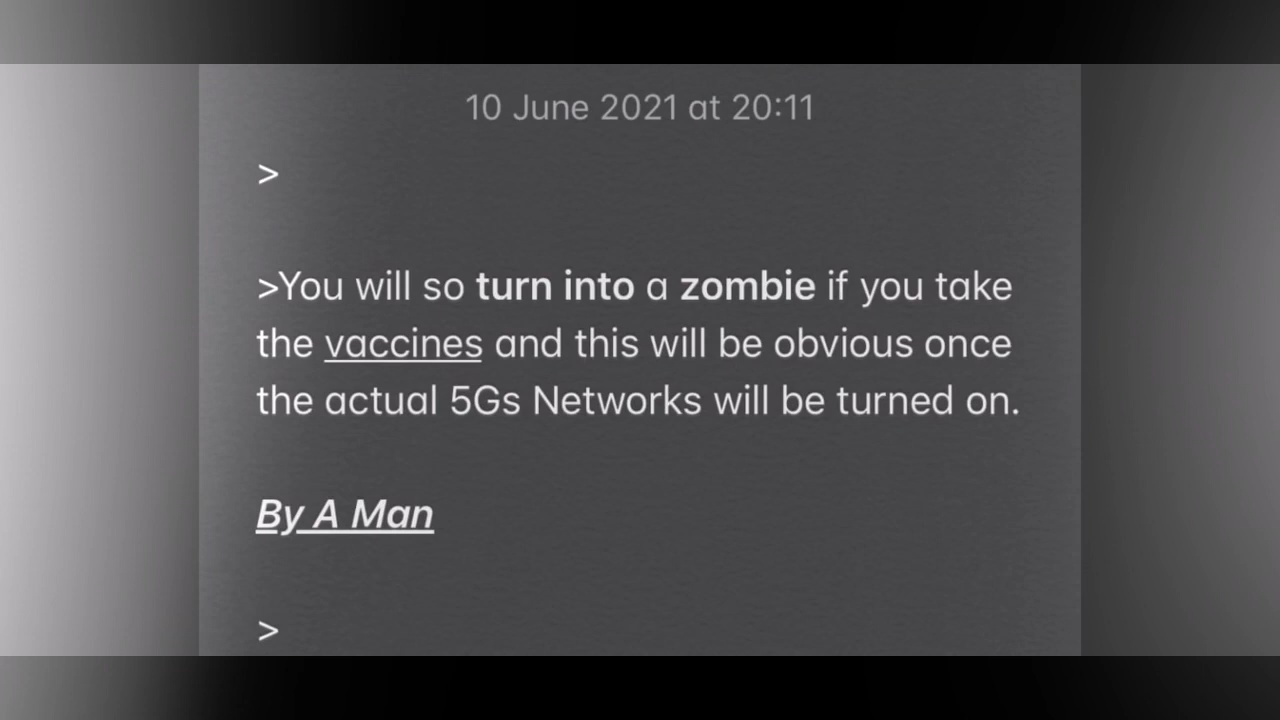 10 June 2021 at 20:11
>
>You will so turn into a zombie if you take
the vaccines and this will be obvious once
the actual 5Gs Networks will be turned on.
By A Man
>